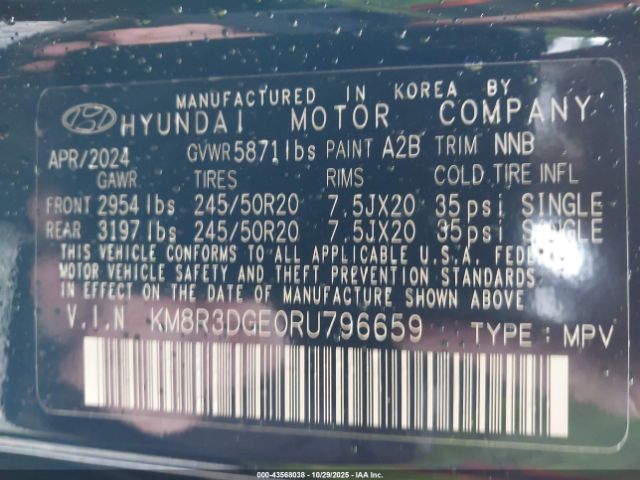 MANUFACTURED IN KOREA BY
HYUNDAI MOTOR COMPANY
APR/2024 GVWR 5871lbs PAINT A2B TRIM NNB
GAWR TIRES RIMS COLD TIRE INFL
FRONT 2954 lbs 245/50R20 7.5JX20 35 psi SINGLE
REAR 3197 lbs 245/50R20 7.5JX20 35 psi SINGLE
THIS VEHICLE CONFORMS TO ALL APPLICABLE U.S.A. FEDERAL
MOTOR VEHICLE SAFETY AND THEFT PREVENTION STANDARDS
IN EFFECT ON THE DATE OF MANUFACTURE SHOWN ABOVE
V.I.N KM8R3DGE0RU796659 TYPE : MPV
000-43568038 - 10/29/2025 - IAA Inc.